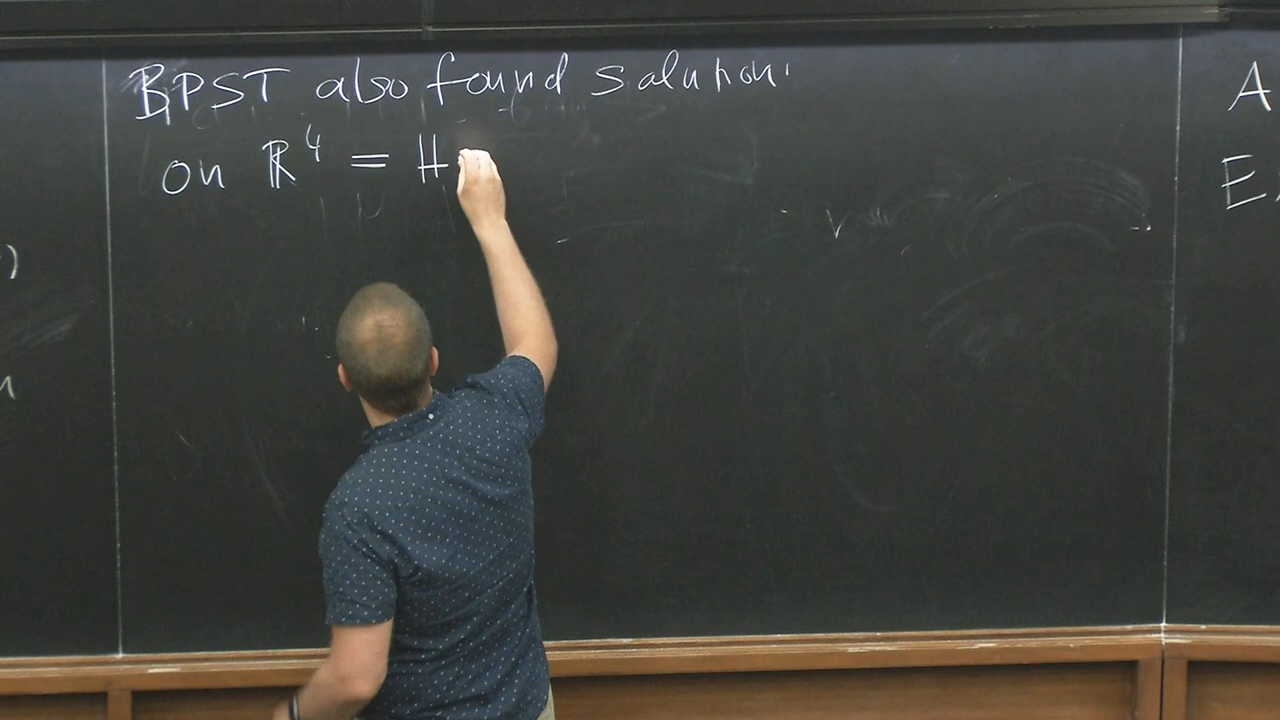 BPST also found solution
on ℝ⁴ = ℍ
A
E
)